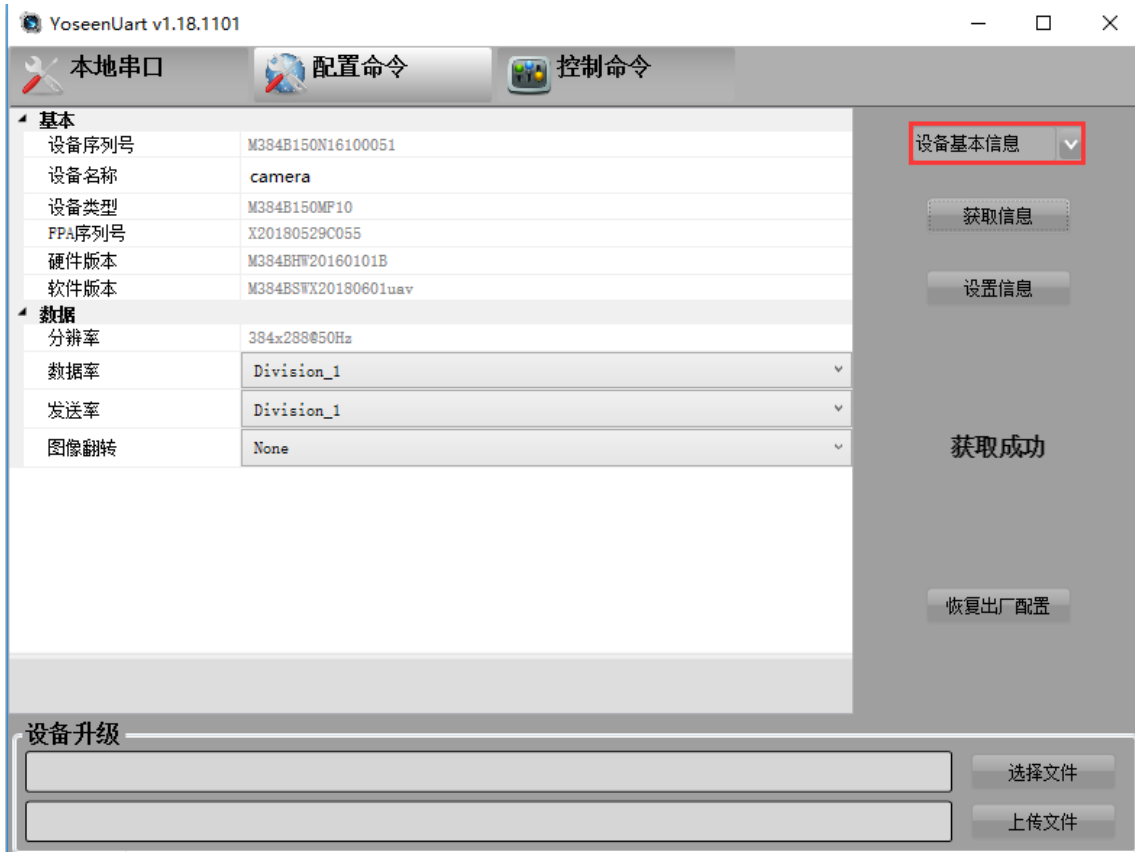 YoseenUart v1.18.1101
本地串口 配置命令 控制命令
基本
设备序列号 M384B150N16100051
设备名称 camera
设备类型 M384B150MF10
FPA序列号 X20180529C055
硬件版本 M384BHW20160101B
软件版本 M384BSWX20180601uav
数据
分辨率 384x288@50Hz
数据率 Division_1
发送率 Division_1
图像翻转 None
设备基本信息
获取信息
设置信息
获取成功
恢复出厂配置
设备升级
选择文件
上传文件